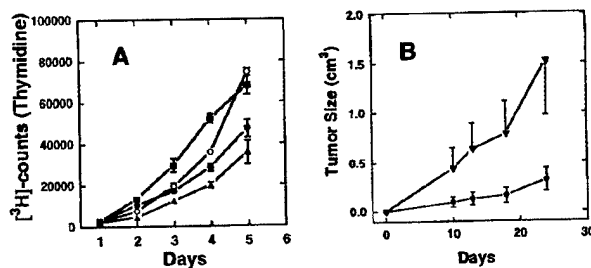 A
[³H]-counts (Thymidine)
100000
80000
60000
40000
20000
0
1 2 3 4 5 6
Days
B
Tumor Size (cm³)
2.0
1.5
1.0
0.5
0.0
0 10 20 30
Days